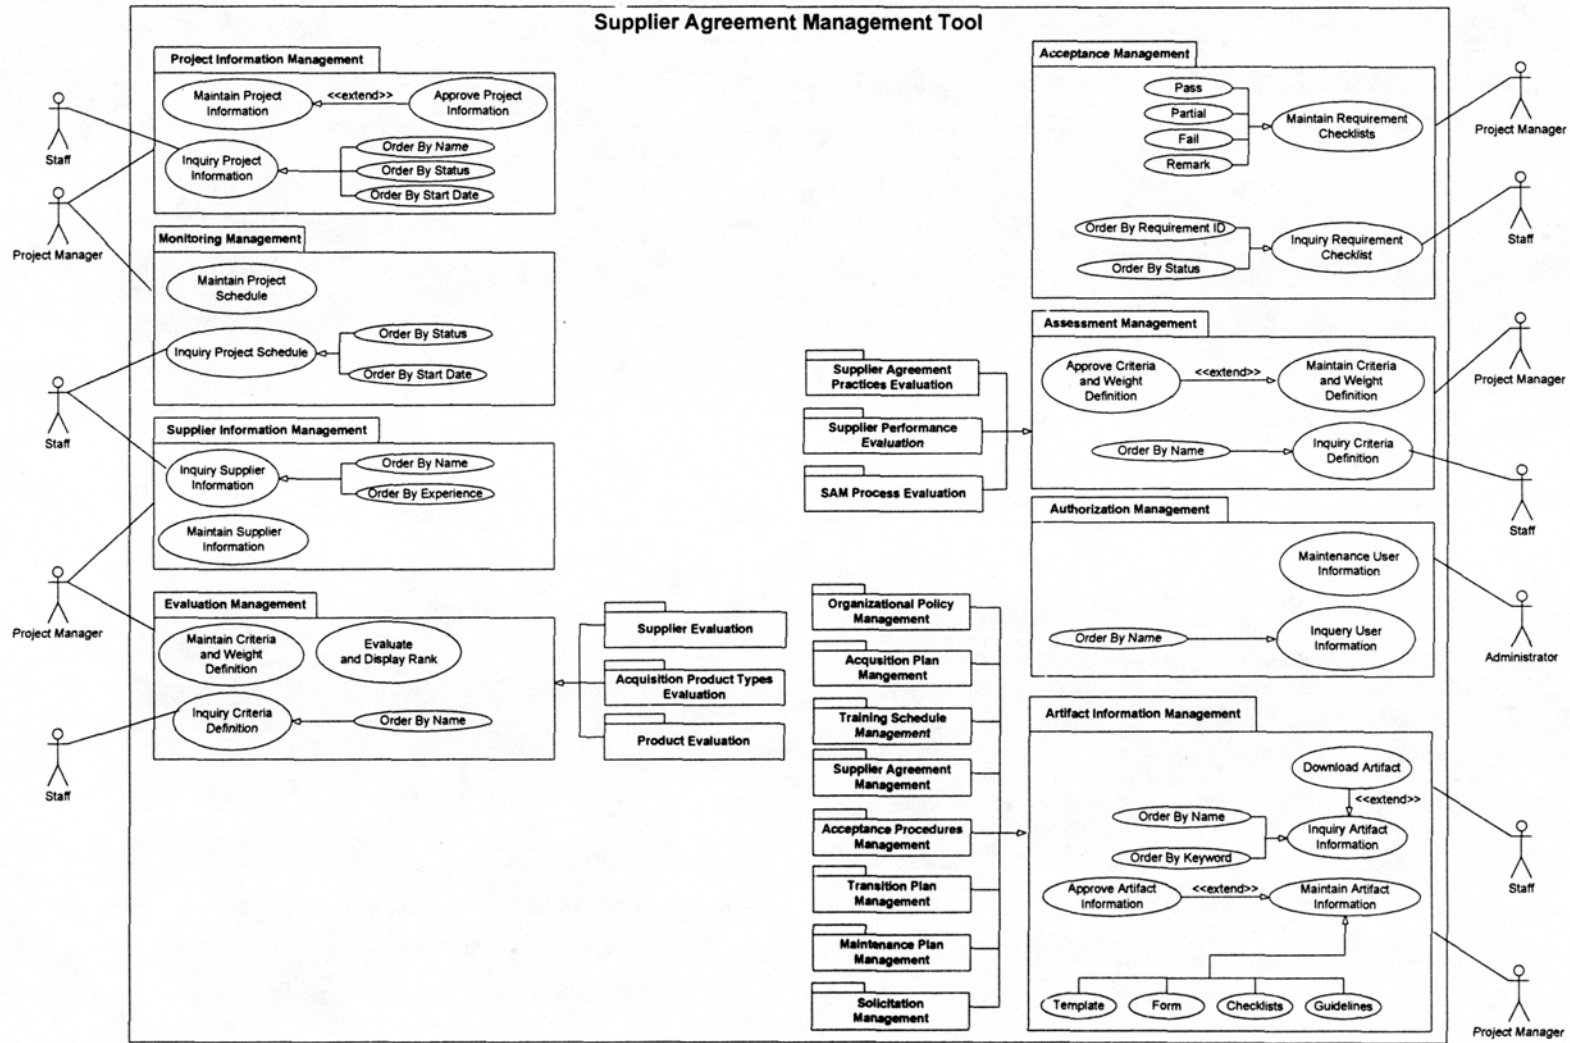 Supplier Agreement Management Tool
Project Information Management
Maintain Project
Information
<<extend>>
Approve Project
Information
Inquiry Project
Information
Order By Name
Order By Status
Order By Start Date
Staff
Project Manager
Monitoring Management
Maintain Project
Schedule
Inquiry Project Schedule
Order By Status
Order By Start Date
Staff
Supplier Information Management
Inquiry Supplier
Information
Order By Name
Order By Experience
Maintain Supplier
Information
Project Manager
Evaluation Management
Maintain Criteria
and Weight
Definition
Evaluate
and Display Rank
Inquiry Criteria
Definition
Order By Name
Staff
Supplier Evaluation
Acquisition Product Types
Evaluation
Product Evaluation
Supplier Agreement
Practices Evaluation
Supplier Performance
Evaluation
SAM Process Evaluation
Organizational Policy
Management
Acqusition Plan
Mangement
Training Schedule
Management
Supplier Agreement
Management
Acceptance Procedures
Management
Transition Plan
Management
Maintenance Plan
Management
Solicitation
Management
Acceptance Management
Pass
Partial
Fail
Remark
Maintain Requirement
Checklists
Order By Requirement ID
Order By Status
Inquiry Requirement
Checklist
Project Manager
Staff
Assessment Management
Approve Criteria
and Weight
Definition
<<extend>>
Maintain Criteria
and Weight
Definition
Order By Name
Inquiry Criteria
Definition
Project Manager
Staff
Authorization Management
Maintenance User
Information
Order By Name
Inquery User
Information
Administrator
Artifact Information Management
Download Artifact
<<extend>>
Order By Name
Order By Keyword
Inquiry Artifact
Information
Approve Artifact
Information
<<extend>>
Maintain Artifact
Information
Template
Form
Checklists
Guidelines
Staff
Project Manager